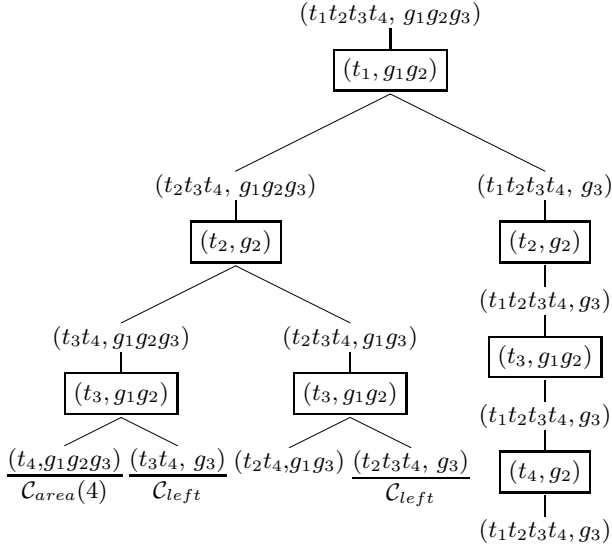 (t₁t₂t₃t₄, g₁g₂g₃)
(t₁, g₁g₂)
(t₂t₃t₄, g₁g₂g₃) (t₁t₂t₃t₄, g₃)
(t₂, g₂) (t₂, g₂)
(t₁t₂t₃t₄, g₃)
(t₃t₄, g₁g₂g₃) (t₂t₃t₄, g₁g₃)
(t₃, g₁g₂)
(t₃, g₁g₂) (t₃, g₁g₂)
(t₁t₂t₃t₄, g₃)
(t₄,g₁g₂g₃) (t₃t₄, g₃) (t₂t₄,g₁g₃) (t₂t₃t₄, g₃)
(t₄, g₂)
𝒞area(4) 𝒞left 𝒞left
(t₁t₂t₃t₄, g₃)